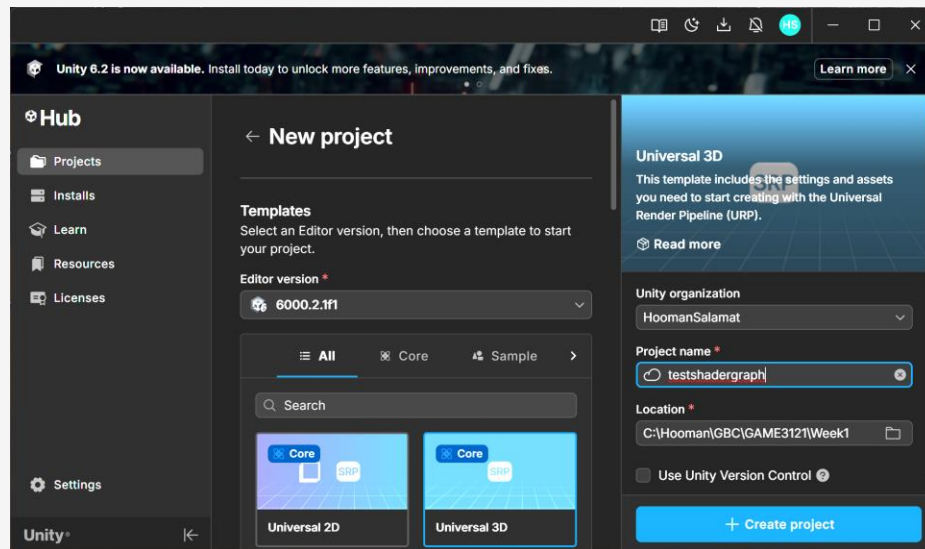 HS
Unity 6.2 is now available. Install today to unlock more features, improvements, and fixes.
Learn more
Hub
Projects
Installs
Learn
Resources
Licenses
Settings
Unity
New project
Templates
Select an Editor version, then choose a template to start
your project.
Editor version *
6000.2.1f1
All
Core
Sample
Search
Core
SRP
Universal 2D
Core
SRP
Universal 3D
SRP
Universal 3D
This template includes the settings and assets
you need to start creating with the Universal
Render Pipeline (URP).
Read more
Unity organization
HoomanSalamat
Project name *
testshadergraph
Location *
C:\Hooman\GBC\GAME3121\Week1
Use Unity Version Control
+ Create project